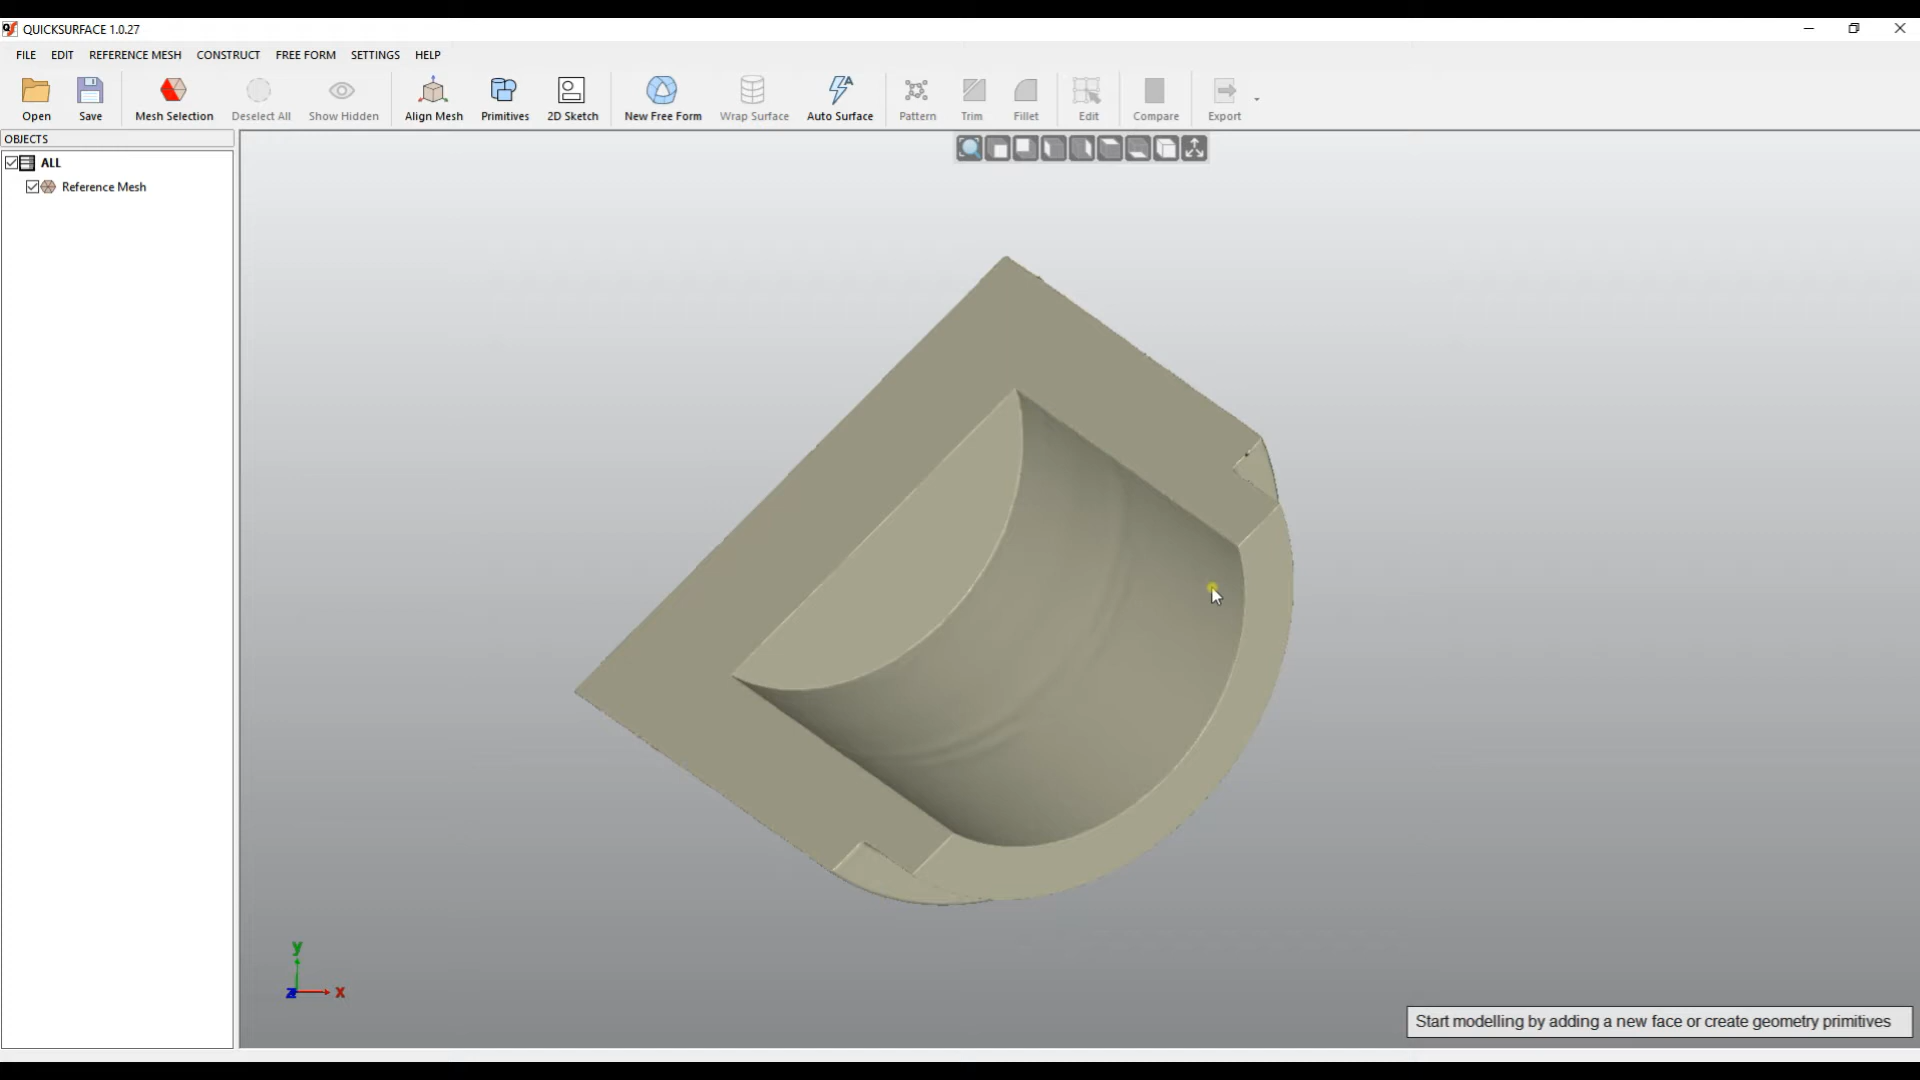 QUICKSURFACE 1.0.27
FILE EDIT REFERENCE MESH CONSTRUCT FREE FORM SETTINGS HELP
Open Save Mesh Selection Deselect All Show Hidden Align Mesh Primitives 2D Sketch New Free Form Wrap Surface Auto Surface Pattern Trim Fillet Edit Compare Export
OBJECTS
ALL
Reference Mesh
y
z x
Start modelling by adding a new face or create geometry primitives